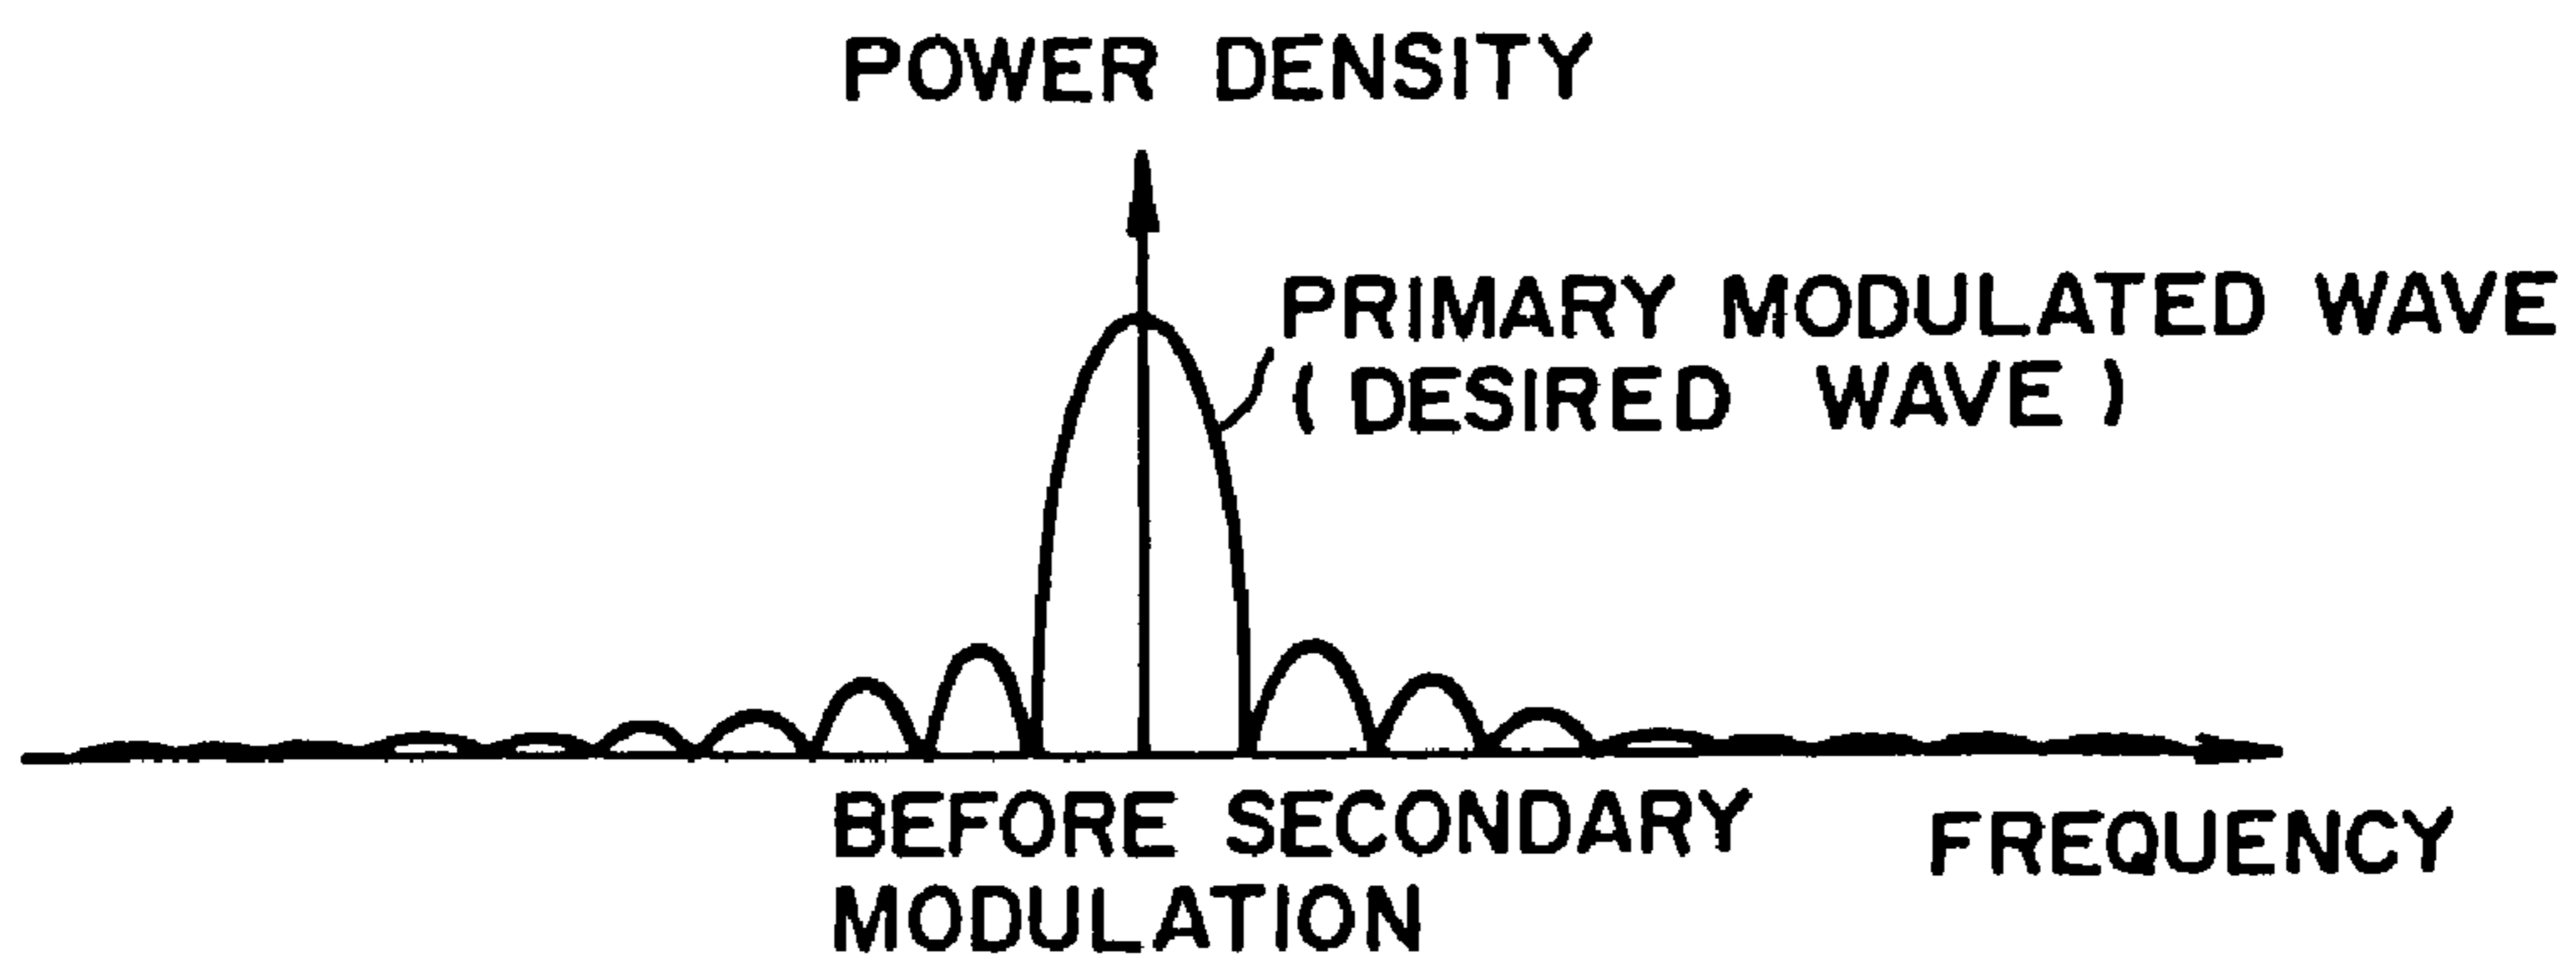 POWER DENSITY
PRIMARY MODULATED WAVE
( DESIRED WAVE )
BEFORE SECONDARY
MODULATION
FREQUENCY